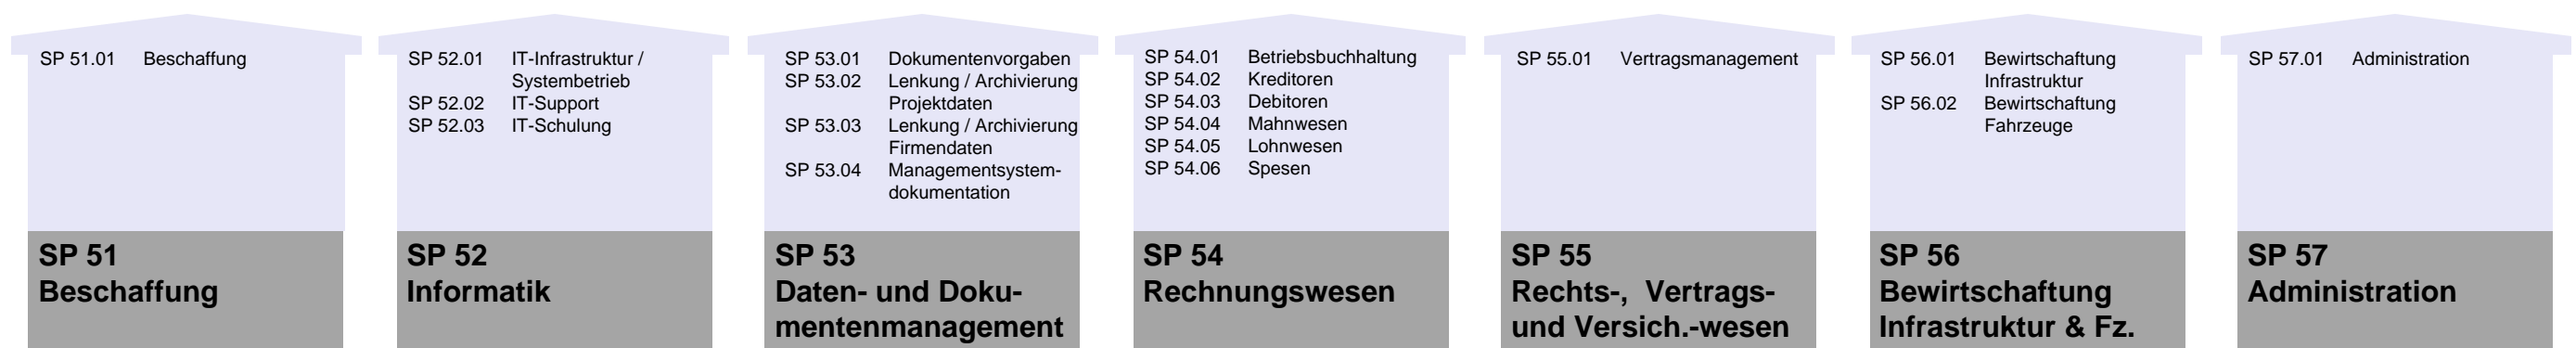 SP 51.01 Beschaffung
SP 51
Beschaffung
SP 52.01 IT-Infrastruktur /
Systembetrieb
SP 52.02 IT-Support
SP 52.03 IT-Schulung
SP 52
Informatik
SP 53.01 Dokumentenvorgaben
SP 53.02 Lenkung / Archivierung
Projektdaten
SP 53.03 Lenkung / Archivierung
Firmendaten
SP 53.04 Managementsystem-
dokumentation
SP 53
Daten- und Doku-
mentenmanagement
SP 54.01 Betriebsbuchhaltung
SP 54.02 Kreditoren
SP 54.03 Debitoren
SP 54.04 Mahnwesen
SP 54.05 Lohnwesen
SP 54.06 Spesen
SP 54
Rechnungswesen
SP 55.01 Vertragsmanagement
SP 55
Rechts-, Vertrags-
und Versich.-wesen
SP 56.01 Bewirtschaftung
Infrastruktur
SP 56.02 Bewirtschaftung
Fahrzeuge
SP 56
Bewirtschaftung
Infrastruktur & Fz.
SP 57.01 Administration
SP 57
Administration